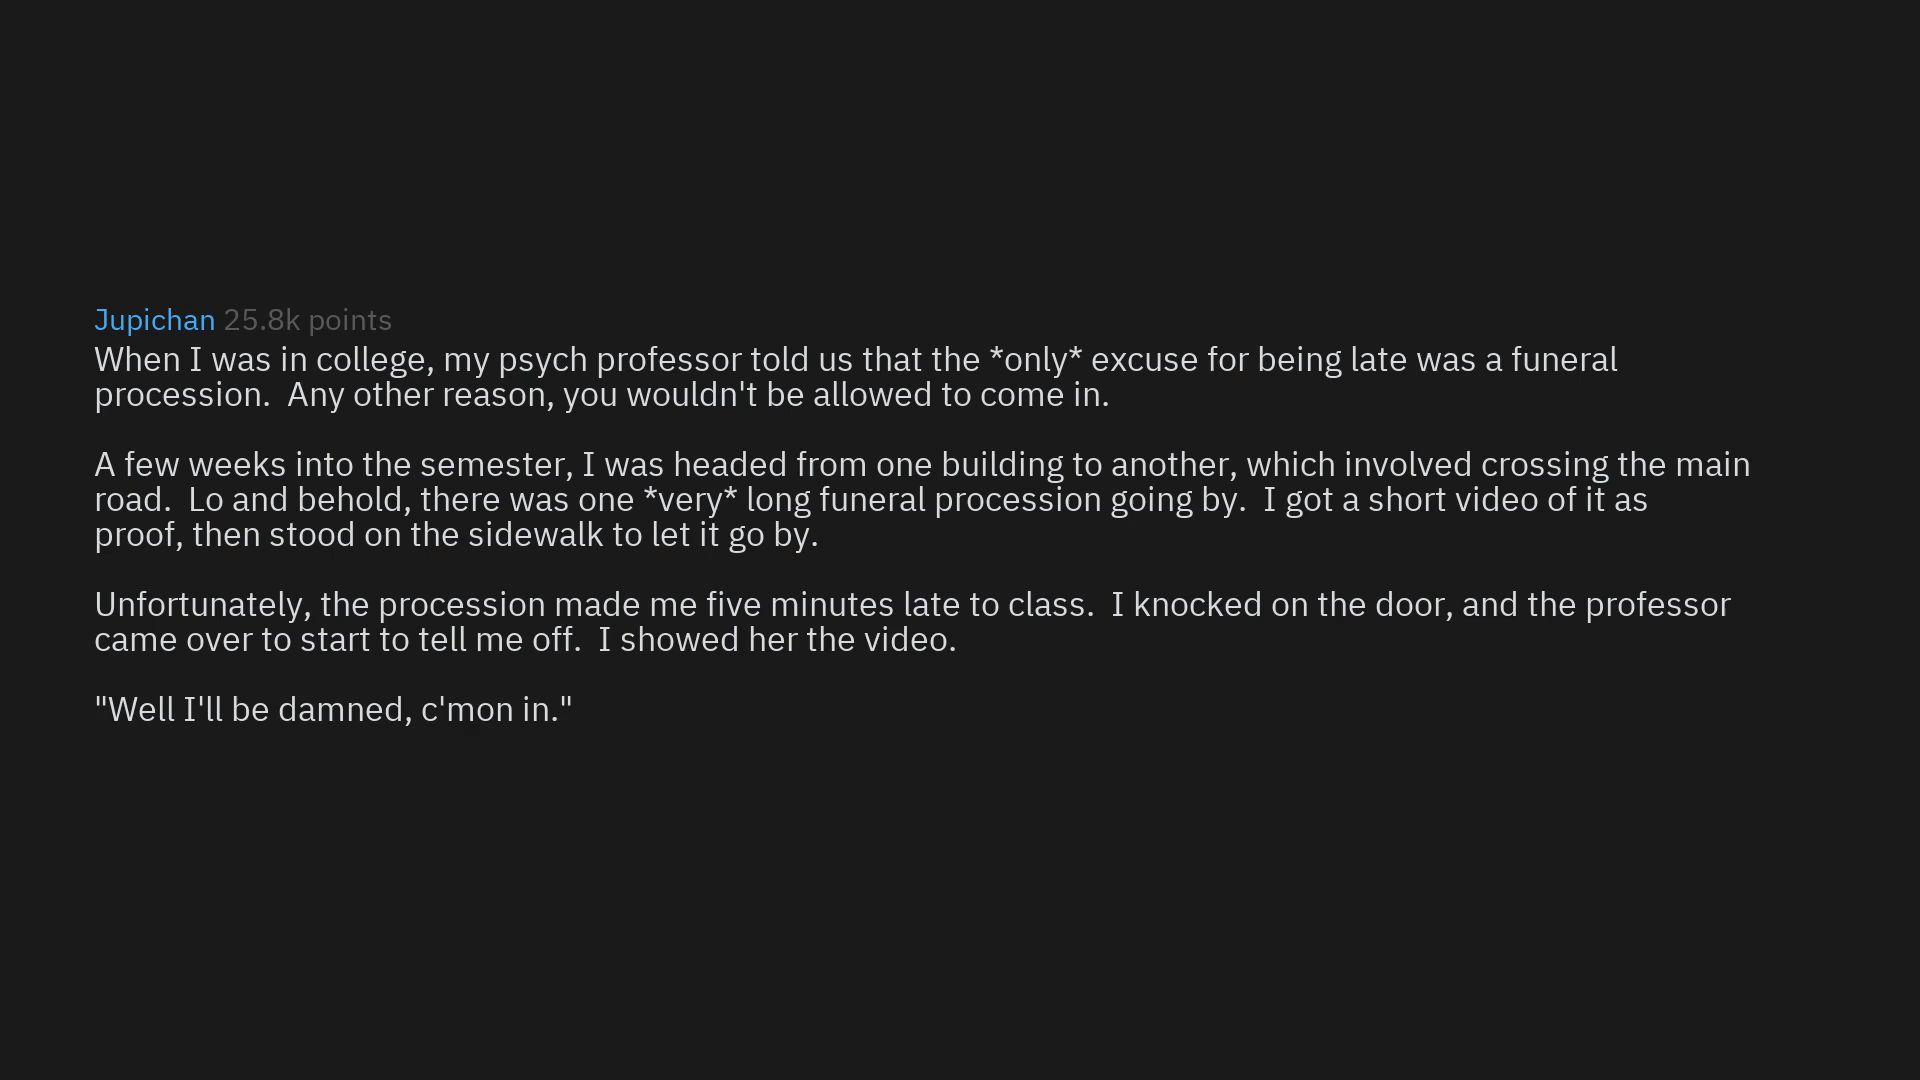 Jupichan 25.8k points
When I was in college, my psych professor told us that the *only* excuse for being late was a funeral
procession.  Any other reason, you wouldn't be allowed to come in.
A few weeks into the semester, I was headed from one building to another, which involved crossing the main
road.  Lo and behold, there was one *very* long funeral procession going by.  I got a short video of it as
proof, then stood on the sidewalk to let it go by.
Unfortunately, the procession made me five minutes late to class.  I knocked on the door, and the professor
came over to start to tell me off.  I showed her the video.
"Well I'll be damned, c'mon in."